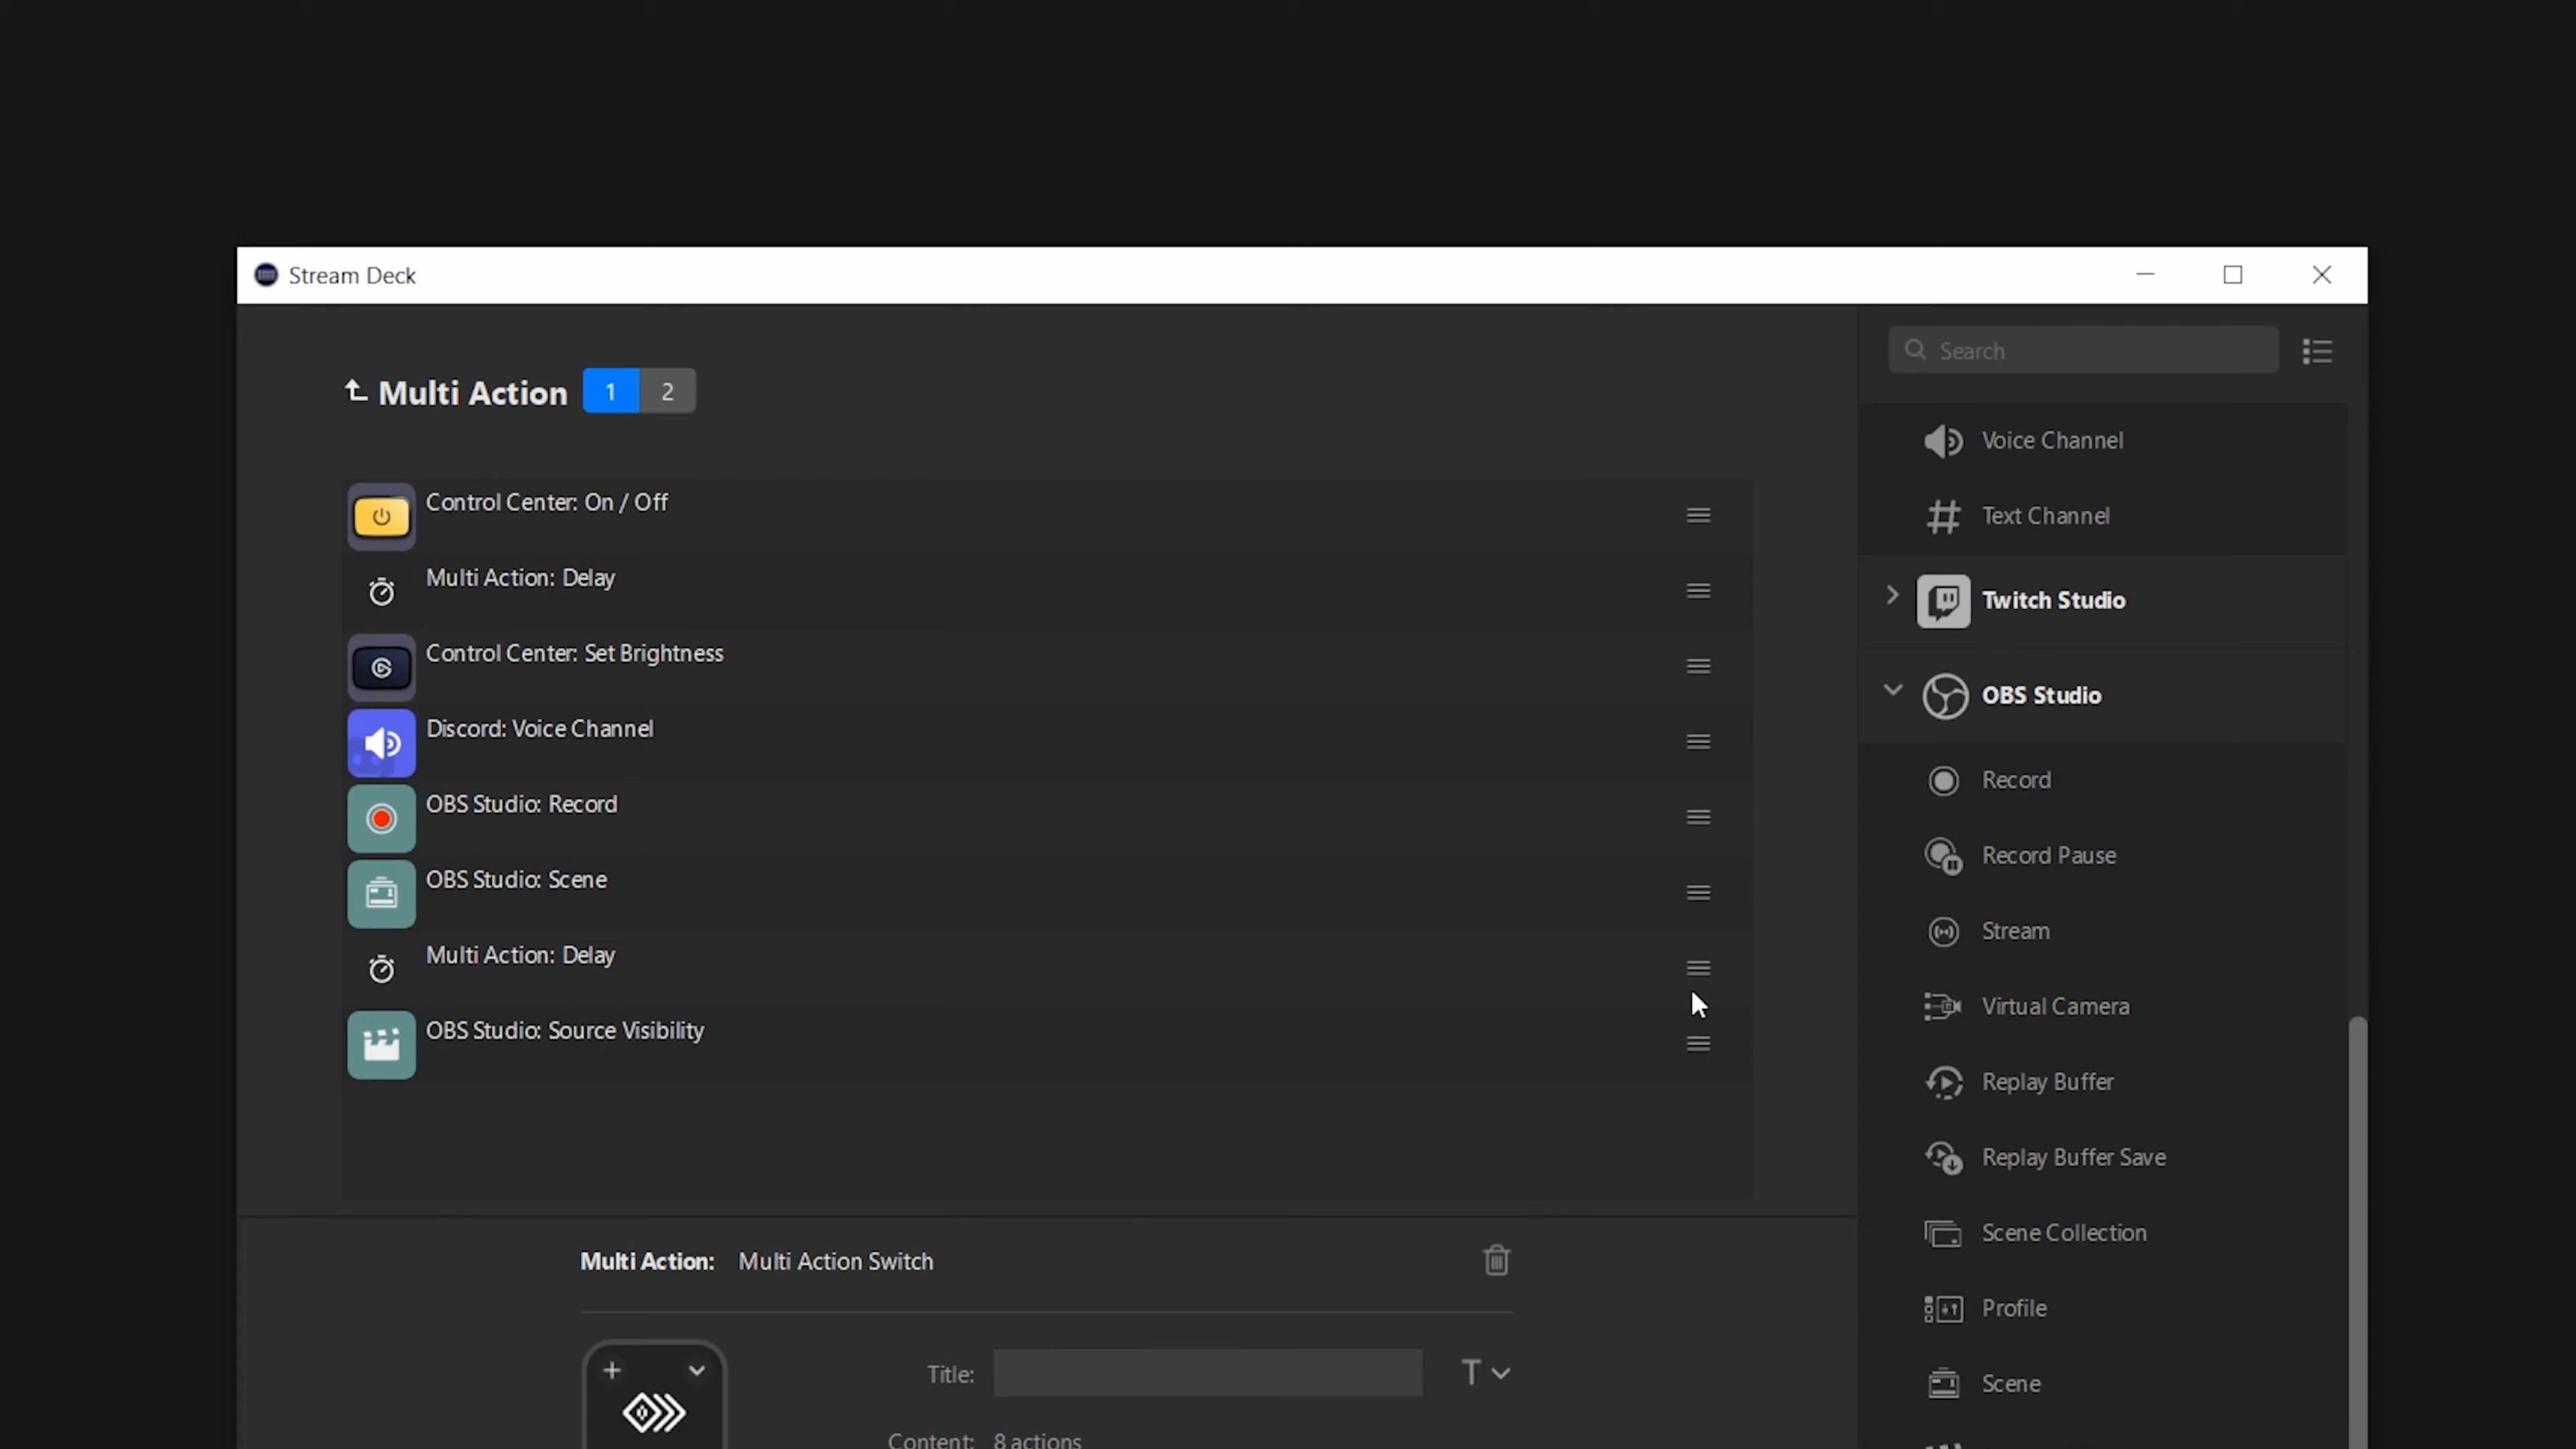 Stream Deck
Multi Action 1 2
Control Center: On / Off
Multi Action: Delay
Control Center: Set Brightness
Discord: Voice Channel
OBS Studio: Record
OBS Studio: Scene
Multi Action: Delay
OBS Studio: Source Visibility
Multi Action: Multi Action Switch
Title:
T
Content: 8 actions
Search
Voice Channel
Text Channel
Twitch Studio
OBS Studio
Record
Record Pause
Stream
Virtual Camera
Replay Buffer
Replay Buffer Save
Scene Collection
Profile
Scene